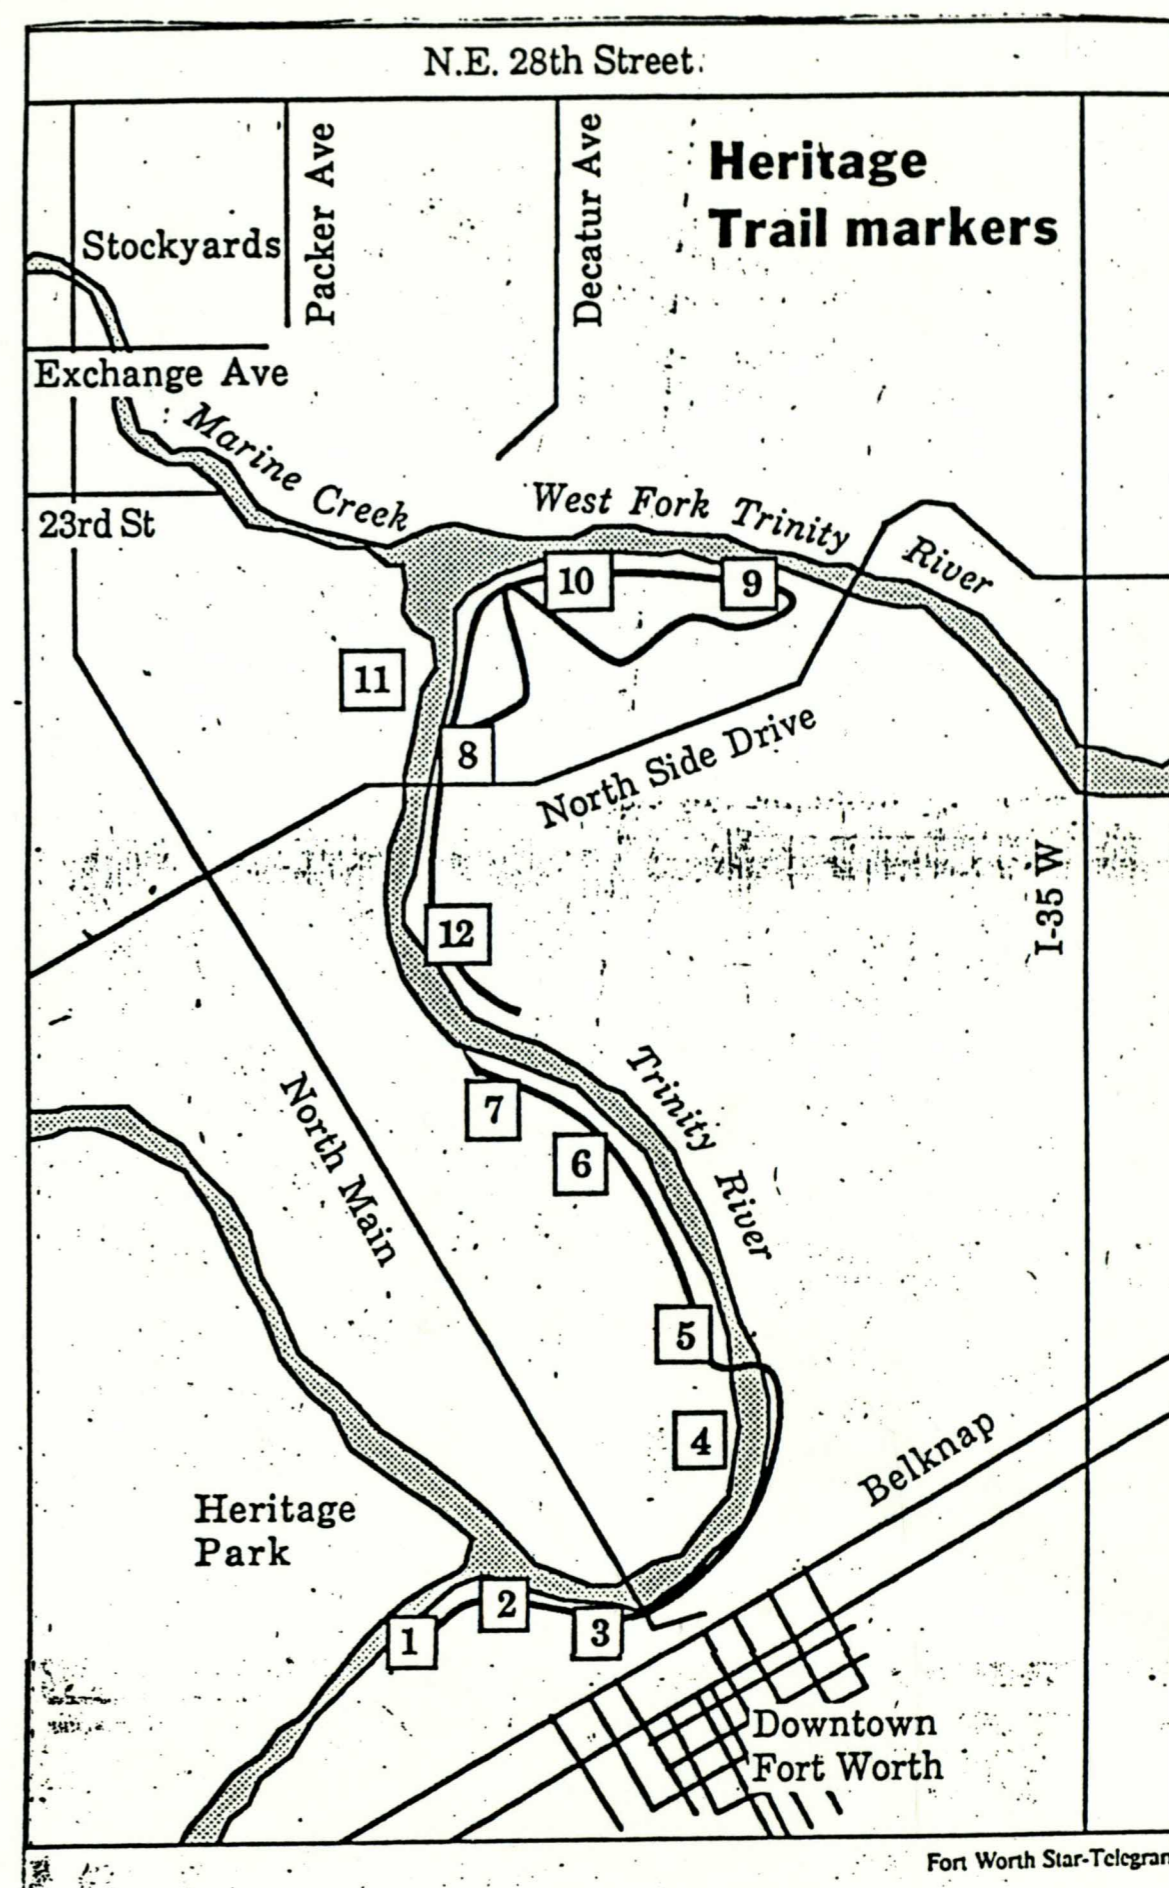 N.E. 28th Street
Packer Ave
Decatur Ave
Heritage
Trail markers
Stockyards
Exchange Ave
Marine Creek
West Fork Trinity River
23rd St
10
9
11
8
North Side Drive
I-35 W
12
7
Trinity River
6
North Main
5
4
Belknap
Heritage
Park
2
1
3
Downtown
Fort Worth
Fort Worth Star-Telegram